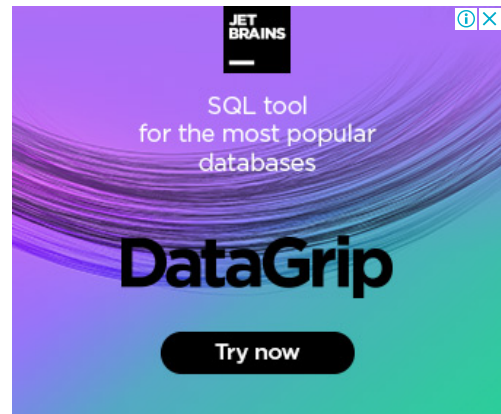 JET
BRAINS
SQL tool
for the most popular
databases
DataGrip
Try now